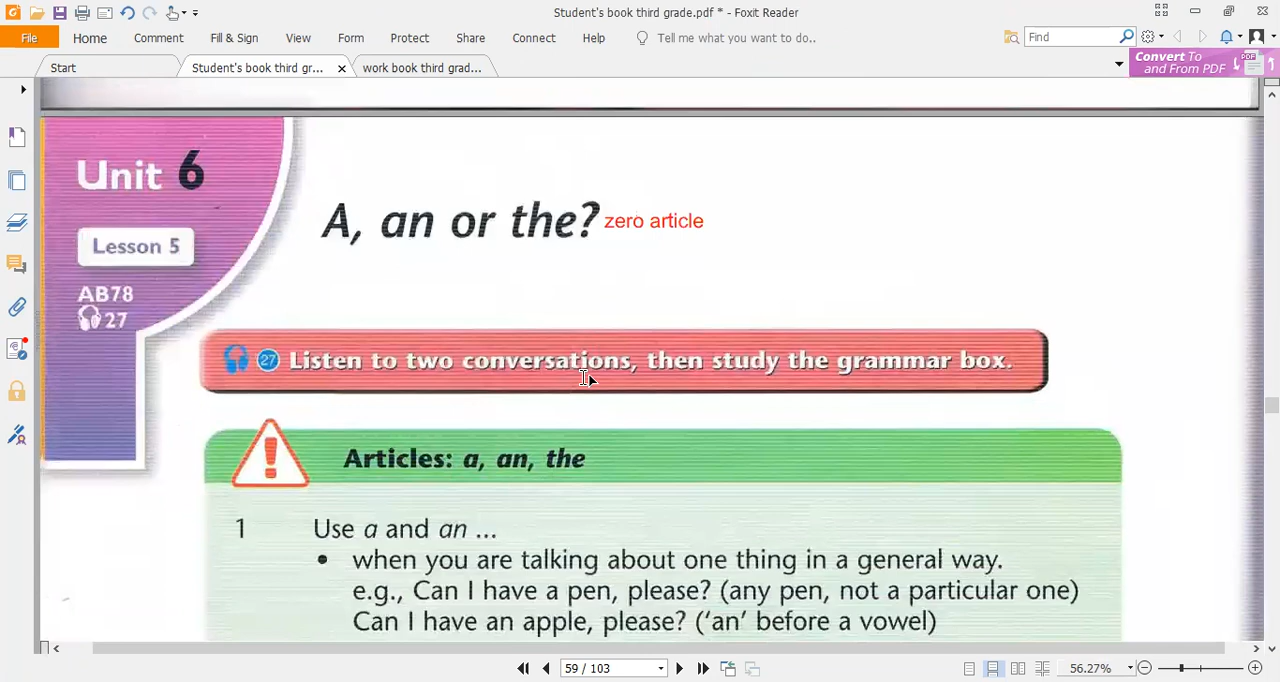 Student's book third grade.pdf * - Foxit Reader
File Home Comment Fill & Sign View Form Protect Share Connect Help Tell me what you want to do.. Find
Start Student's book third gr... work book third gradi... Convert To
and From PDF PDF
Unit 6
A, an or the? zero article
Lesson 5
AB78
27
27 Listen to two conversations, then study the grammar box.
! Articles: a, an, the
1 Use a and an ...
• when you are talking about one thing in a general way.
e.g., Can I have a pen, please? (any pen, not a particular one)
Can I have an apple, please? (‘an’ before a vowel)
59 / 103 56.27%